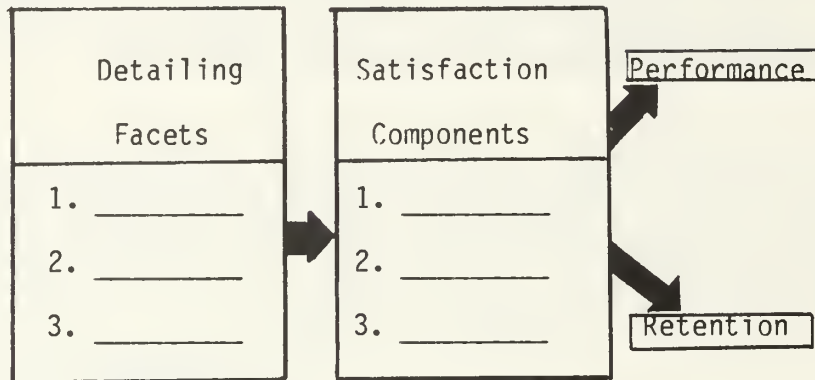 Detailing
Facets
1. ________
2. ________
3. ________
Satisfaction
Components
1. ________
2. ________
3. ________
Performance
Retention